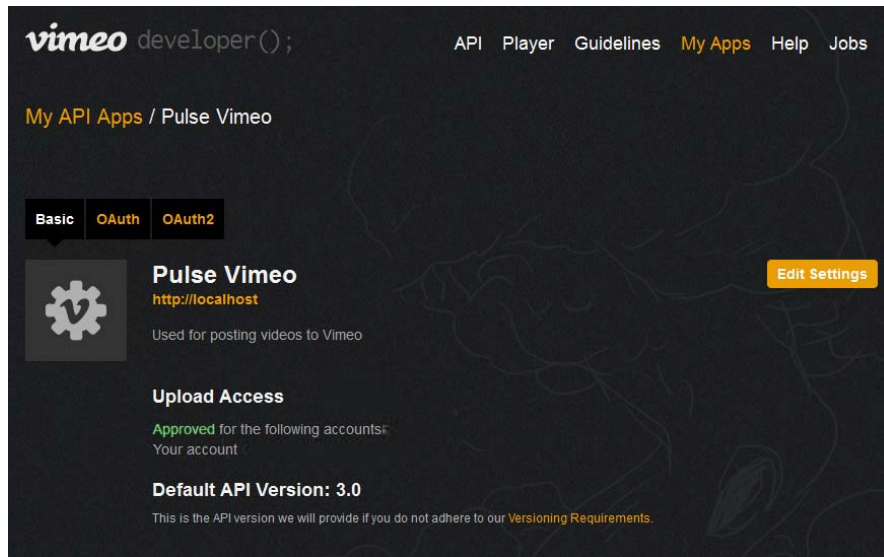 vimeo developer();
API Player Guidelines My Apps Help Jobs
My API Apps / Pulse Vimeo
Basic OAuth OAuth2
Pulse Vimeo
Edit Settings
http://localhost
Used for posting videos to Vimeo
Upload Access
Approved for the following accounts:
Your account
Default API Version: 3.0
This is the API version we will provide if you do not adhere to our Versioning Requirements.